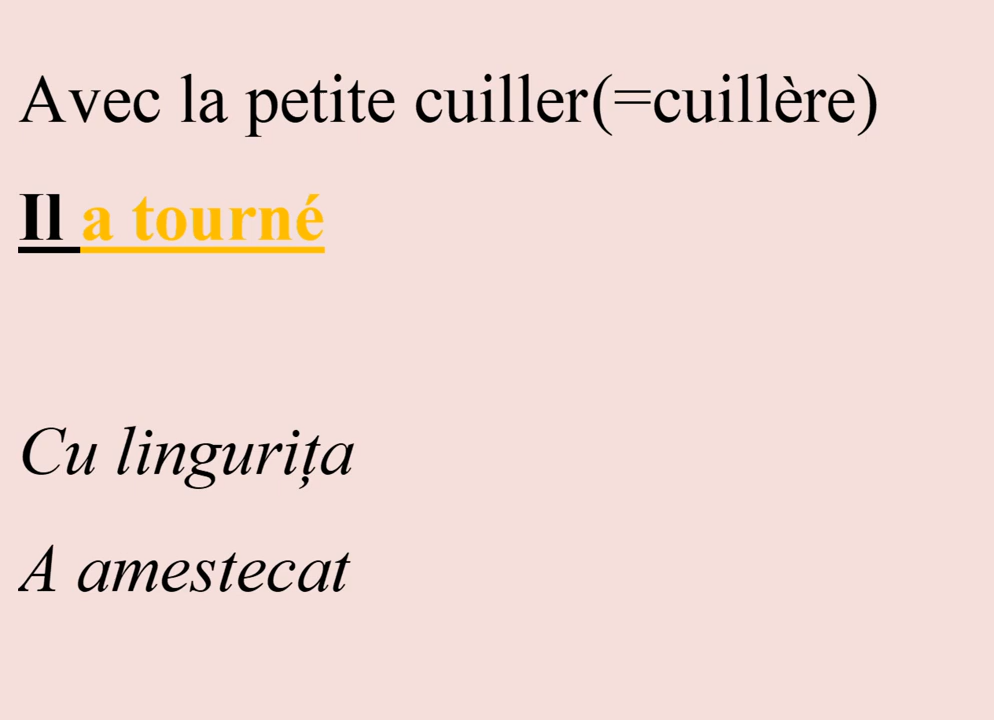 Avec la petite cuiller(=cuillère)
Il a tourné
Cu lingurița
A amestecat